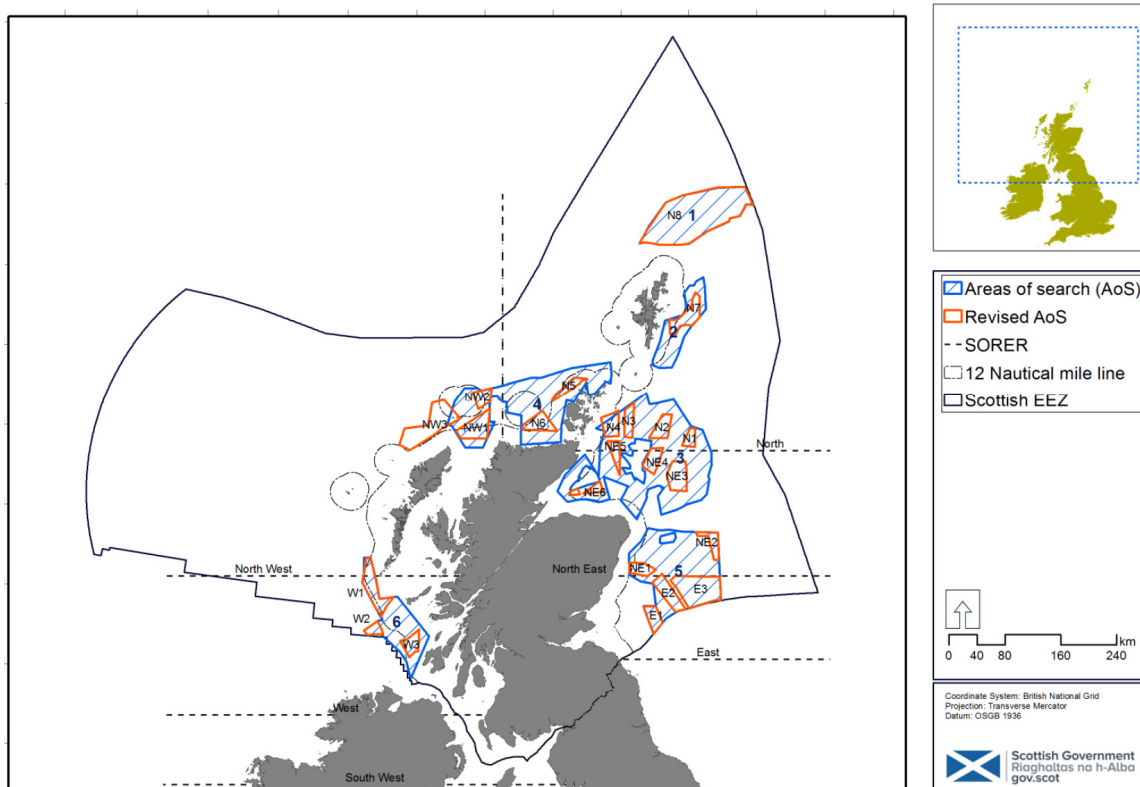 N8 1
N7
2
N5
NW2
4
NW3
NW1
N6
N4 N3
N2
N1
North
NE5
NE4 3
NE3
NE6
NE2
North West
North East
NE1
5
W1
E2
E3
E1
W2
6
W3
East
West
South West
Areas of search (AoS)
Revised AoS
SORER
12 Nautical mile line
Scottish EEZ
km
0 40 80 160 240
Coordinate System: British National Grid
Projection: Transverse Mercator
Datum: OSGB 1936
Scottish Government
Riaghaltas na h-Alba
gov.scot